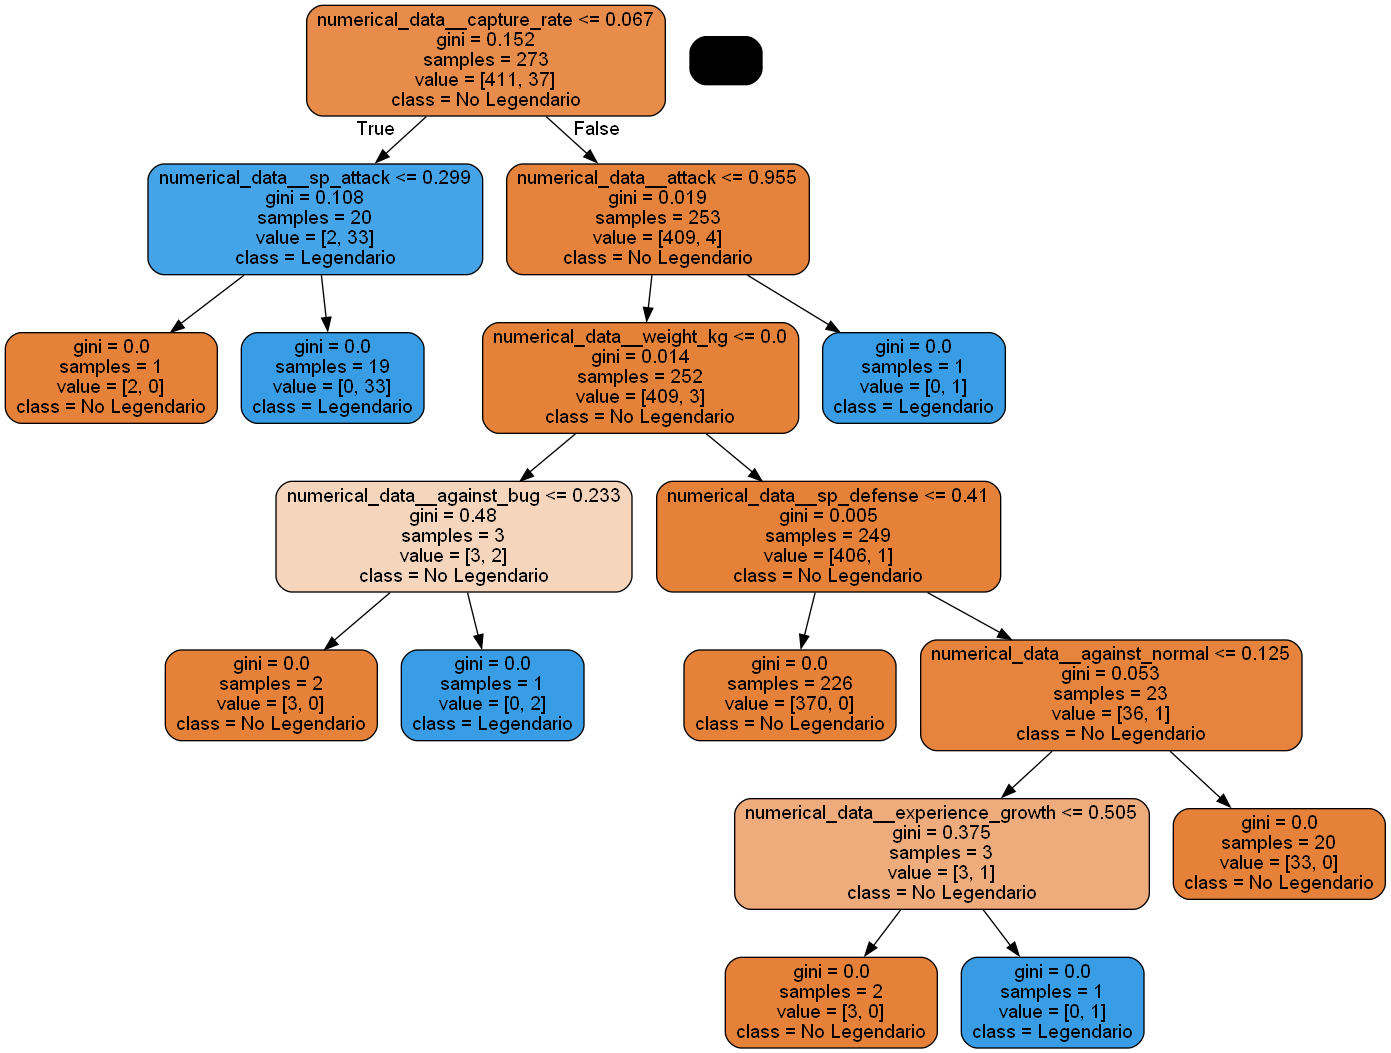 numerical_data__capture_rate <= 0.067
gini = 0.152
samples = 273
value = [411, 37]
class = No Legendario
True
False
numerical_data__sp_attack <= 0.299
gini = 0.108
samples = 20
value = [2, 33]
class = Legendario
numerical_data__attack <= 0.955
gini = 0.019
samples = 253
value = [409, 4]
class = No Legendario
gini = 0.0
samples = 1
value = [2, 0]
class = No Legendario
gini = 0.0
samples = 19
value = [0, 33]
class = Legendario
numerical_data__weight_kg <= 0.0
gini = 0.014
samples = 252
value = [409, 3]
class = No Legendario
gini = 0.0
samples = 1
value = [0, 1]
class = Legendario
numerical_data__against_bug <= 0.233
gini = 0.48
samples = 3
value = [3, 2]
class = No Legendario
numerical_data__sp_defense <= 0.41
gini = 0.005
samples = 249
value = [406, 1]
class = No Legendario
gini = 0.0
samples = 2
value = [3, 0]
class = No Legendario
gini = 0.0
samples = 1
value = [0, 2]
class = Legendario
gini = 0.0
samples = 226
value = [370, 0]
class = No Legendario
numerical_data__against_normal <= 0.125
gini = 0.053
samples = 23
value = [36, 1]
class = No Legendario
numerical_data__experience_growth <= 0.505
gini = 0.375
samples = 3
value = [3, 1]
class = No Legendario
gini = 0.0
samples = 20
value = [33, 0]
class = No Legendario
gini = 0.0
samples = 2
value = [3, 0]
class = No Legendario
gini = 0.0
samples = 1
value = [0, 1]
class = Legendario